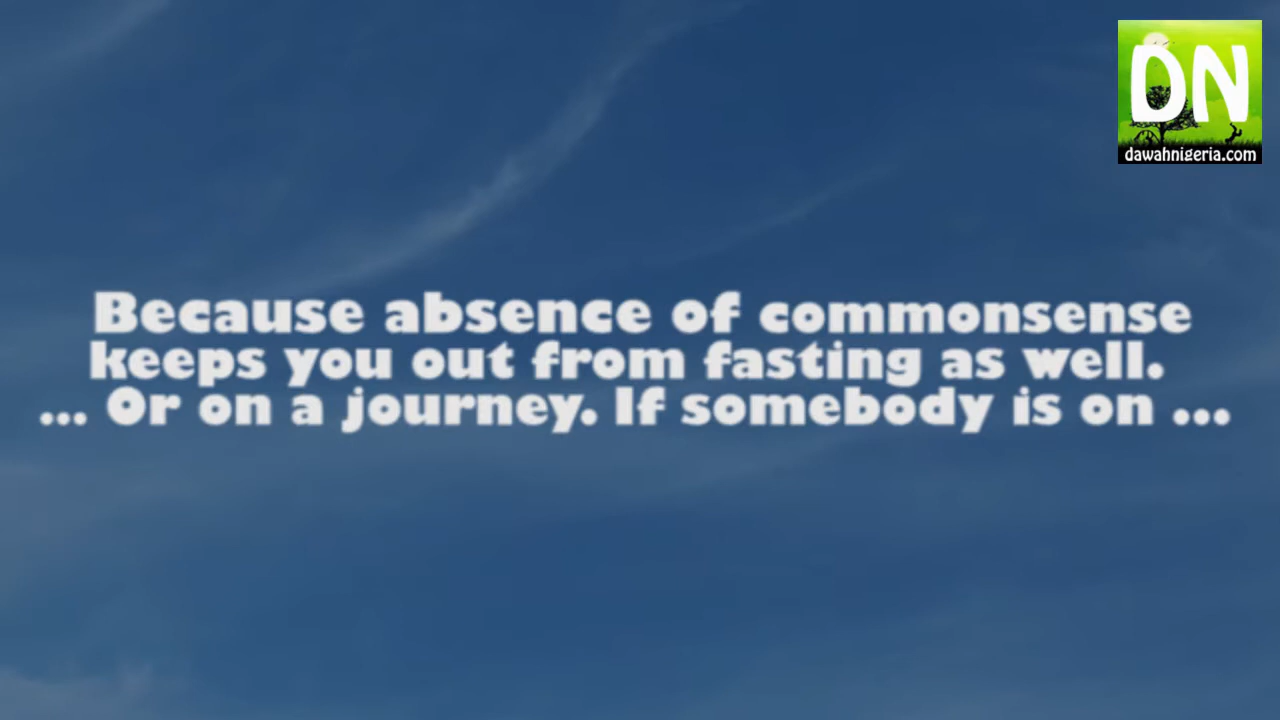 DN
dawahnigeria.com
Because absence of commonsense
keeps you out from fasting as well.
... Or on a journey. If somebody is on ...